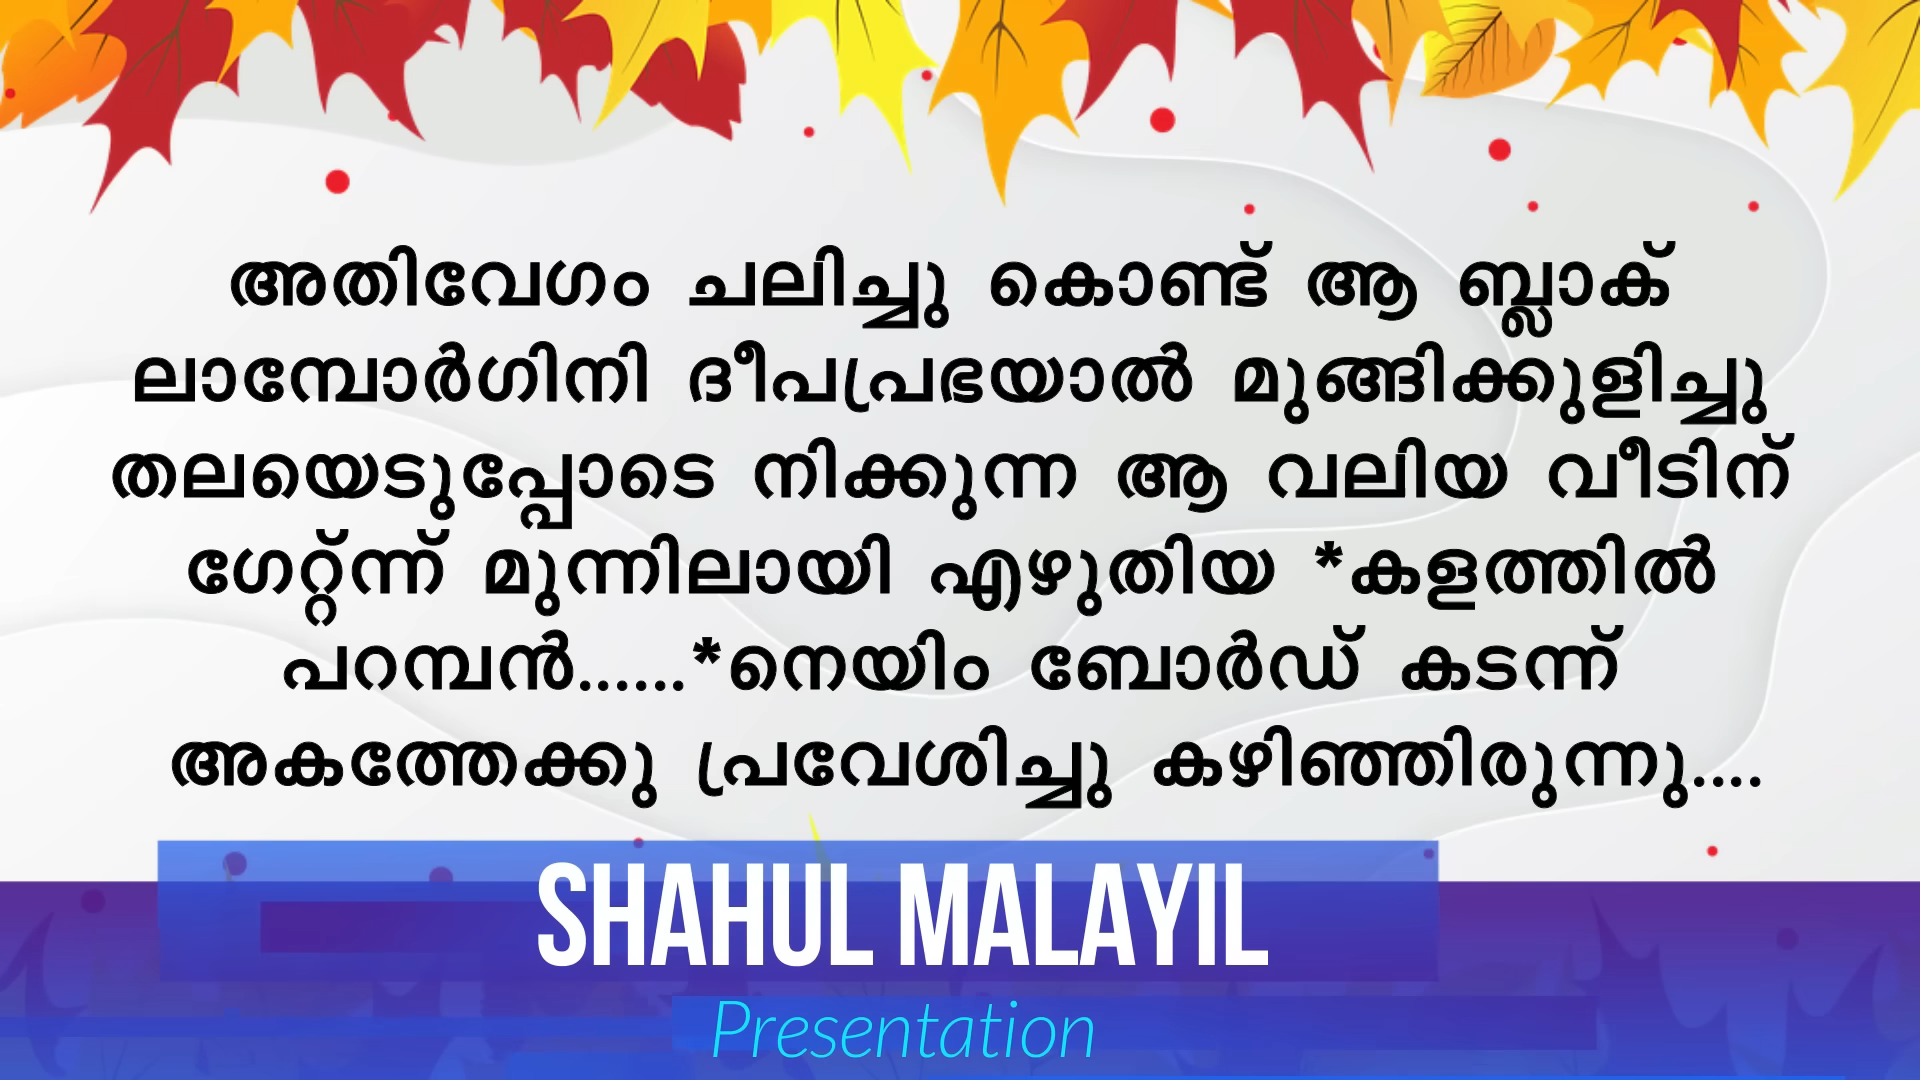 അതിവേഗം ചലിച്ചു കൊണ്ട് ആ ബ്ലാക്
ലാമ്പോർഗിനി ദീപപ്രഭയാൽ മുങ്ങിക്കുളിച്ചു
തലയെടുപ്പോടെ നിക്കുന്ന ആ വലിയ വീടിന്
ഗേറ്റ്ന്ന് മുന്നിലായി എഴുതിയ *കളത്തിൽ
പറമ്പൻ......*നെയിം ബോർഡ് കടന്ന്
അകത്തേക്കു പ്രവേശിച്ചു കഴിഞ്ഞിരുന്നു....
SHAHUL MALAYIL
Presentation